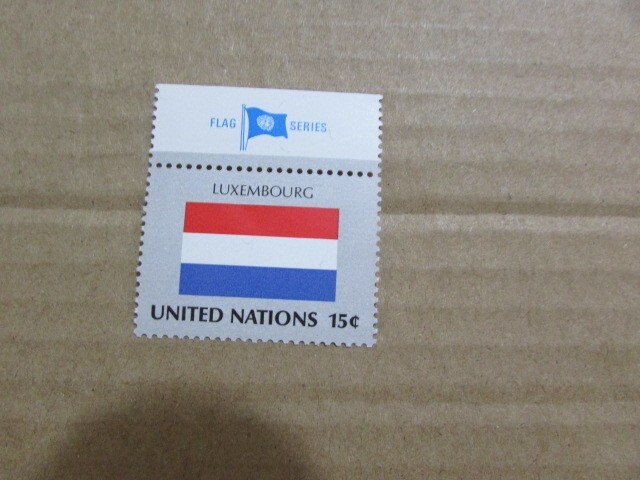 FLAG SERIES
LUXEMBOURG
UNITED NATIONS 15¢